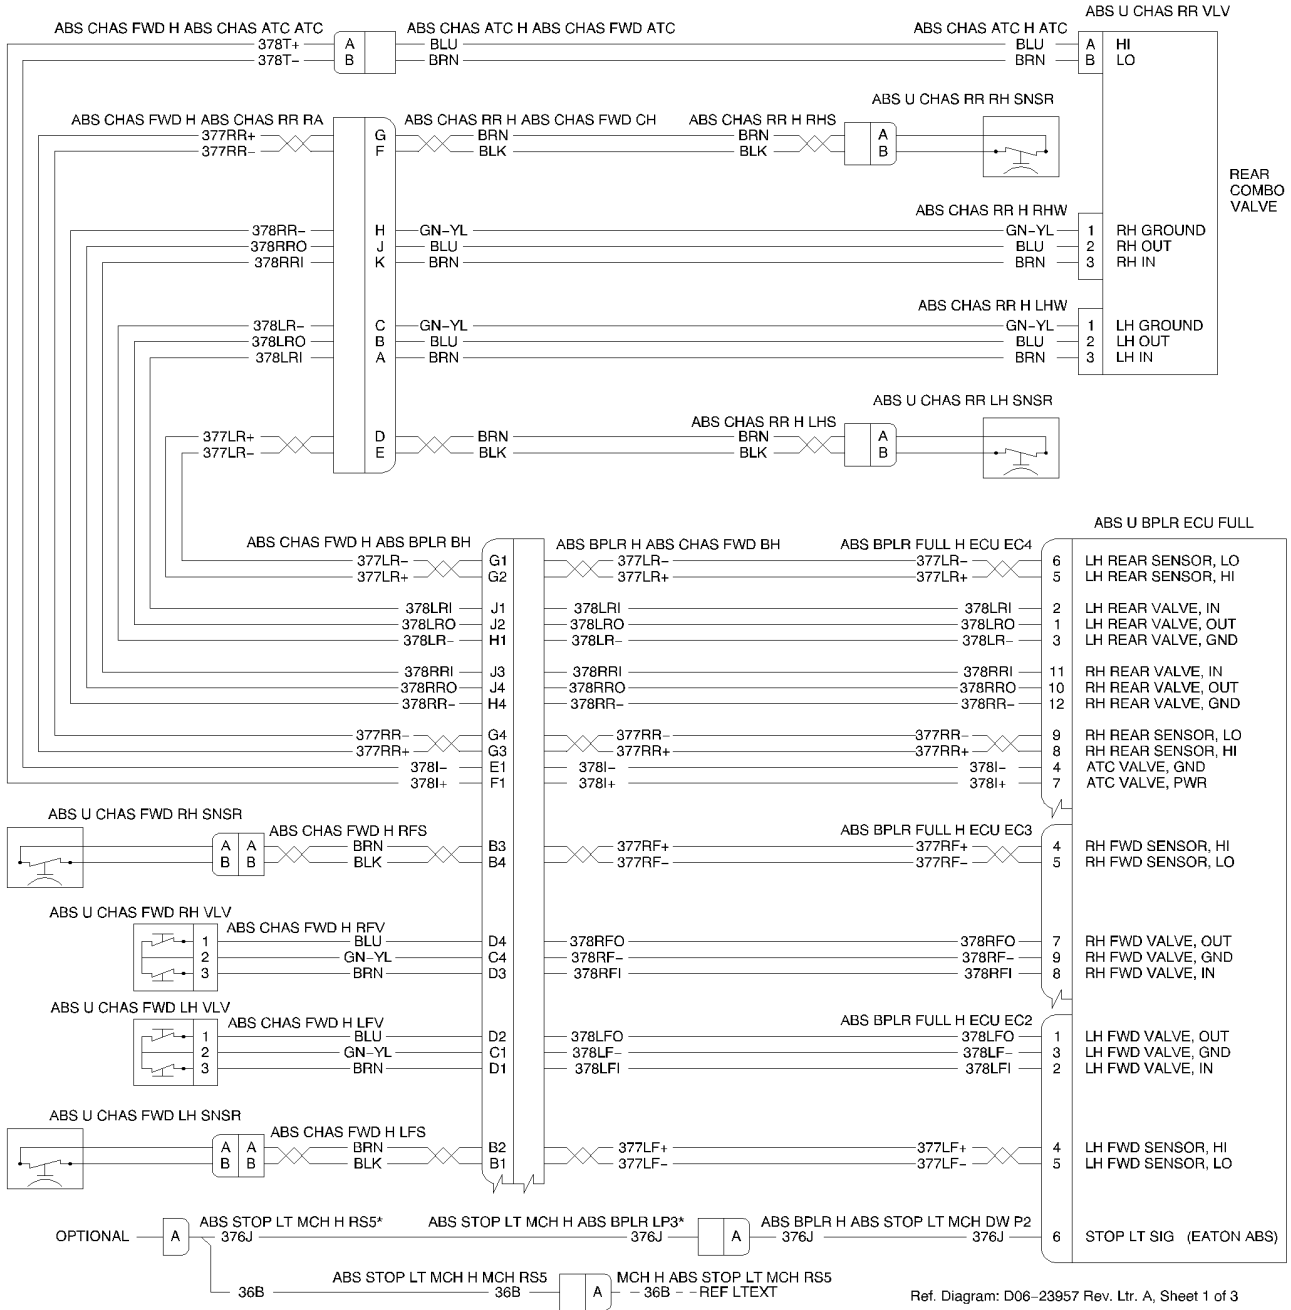 ABS U CHAS RR VLV
ABS CHAS FWD H ABS CHAS ATC ATC ABS CHAS ATC H ABS CHAS FWD ATC ABS CHAS ATC H ATC
378T+ A BLU BLU A HI
378T- B BRN BRN B LO
ABS U CHAS RR RH SNSR
ABS CHAS FWD H ABS CHAS RR RA ABS CHAS RR H ABS CHAS FWD CH ABS CHAS RR H RHS
377RR+ G BRN BRN A
377RR- F BLK BLK B
REAR
COMBO
VALVE
ABS CHAS RR H RHW
378RR- H GN-YL GN-YL 1 RH GROUND
378RRO J BLU BLU 2 RH OUT
378RRI K BRN BRN 3 RH IN
ABS CHAS RR H LHW
378LR- C GN-YL GN-YL 1 LH GROUND
378LRO B BLU BLU 2 LH OUT
378LRI A BRN BRN 3 LH IN
ABS U CHAS RR LH SNSR
ABS CHAS RR H LHS
377LR+ D BRN BRN A
377LR- E BLK BLK B
ABS U BPLR ECU FULL
ABS CHAS FWD H ABS BPLR BH ABS BPLR H ABS CHAS FWD BH ABS BPLR FULL H ECU EC4
377LR- G1 377LR- 377LR- 6 LH REAR SENSOR, LO
377LR+ G2 377LR+ 377LR+ 5 LH REAR SENSOR, HI
378LRI J1 378LRI 378LRI 2 LH REAR VALVE, IN
378LRO J2 378LRO 378LRO 1 LH REAR VALVE, OUT
378LR- H1 378LR- 378LR- 3 LH REAR VALVE, GND
378RRI J3 378RRI 378RRI 11 RH REAR VALVE, IN
378RRO J4 378RRO 378RRO 10 RH REAR VALVE, OUT
378RR- H4 378RR- 378RR- 12 RH REAR VALVE, GND
377RR- G4 377RR- 377RR- 9 RH REAR SENSOR, LO
377RR+ G3 377RR+ 377RR+ 8 RH REAR SENSOR, HI
378I- E1 378I- 378I- 4 ATC VALVE, GND
378I+ F1 378I+ 378I+ 7 ATC VALVE, PWR
ABS U CHAS FWD RH SNSR
ABS CHAS FWD H RFS ABS BPLR FULL H ECU EC3
A A BRN B3 377RF+ 377RF+ 4 RH FWD SENSOR, HI
B B BLK B4 377RF- 377RF- 5 RH FWD SENSOR, LO
ABS U CHAS FWD RH VLV
ABS CHAS FWD H RFV
1 BLU D4 378RFO 378RFO 7 RH FWD VALVE, OUT
2 GN-YL C4 378RF- 378RF- 9 RH FWD VALVE, GND
3 BRN D3 378RFI 378RFI 8 RH FWD VALVE, IN
ABS U CHAS FWD LH VLV
ABS CHAS FWD H LFV ABS BPLR FULL H ECU EC2
1 BLU D2 378LFO 378LFO 1 LH FWD VALVE, OUT
2 GN-YL C1 378LF- 378LF- 3 LH FWD VALVE, GND
3 BRN D1 378LFI 378LFI 2 LH FWD VALVE, IN
ABS U CHAS FWD LH SNSR
ABS CHAS FWD H LFS
A A BRN B2 377LF+ 377LF+ 4 LH FWD SENSOR, HI
B B BLK B1 377LF- 377LF- 5 LH FWD SENSOR, LO
ABS STOP LT MCH H RS5* ABS STOP LT MCH H ABS BPLR LP3* ABS BPLR H ABS STOP LT MCH DW P2
OPTIONAL A 376J 376J A 376J 376J 6 STOP LT SIG (EATON ABS)
ABS STOP LT MCH H MCH RS5 MCH H ABS STOP LT MCH RS5
36B 36B A 36B REF LTEXT
Ref. Diagram: D06-23957 Rev. Ltr. A, Sheet 1 of 3